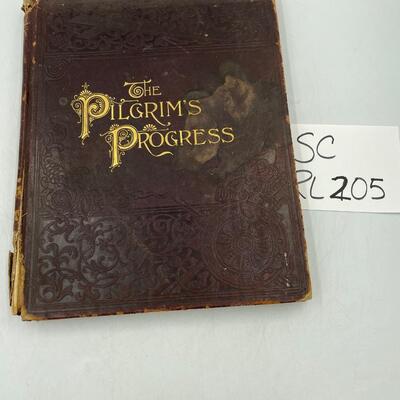 THE
PILGRIM'S
PROGRESS
SC
RL205